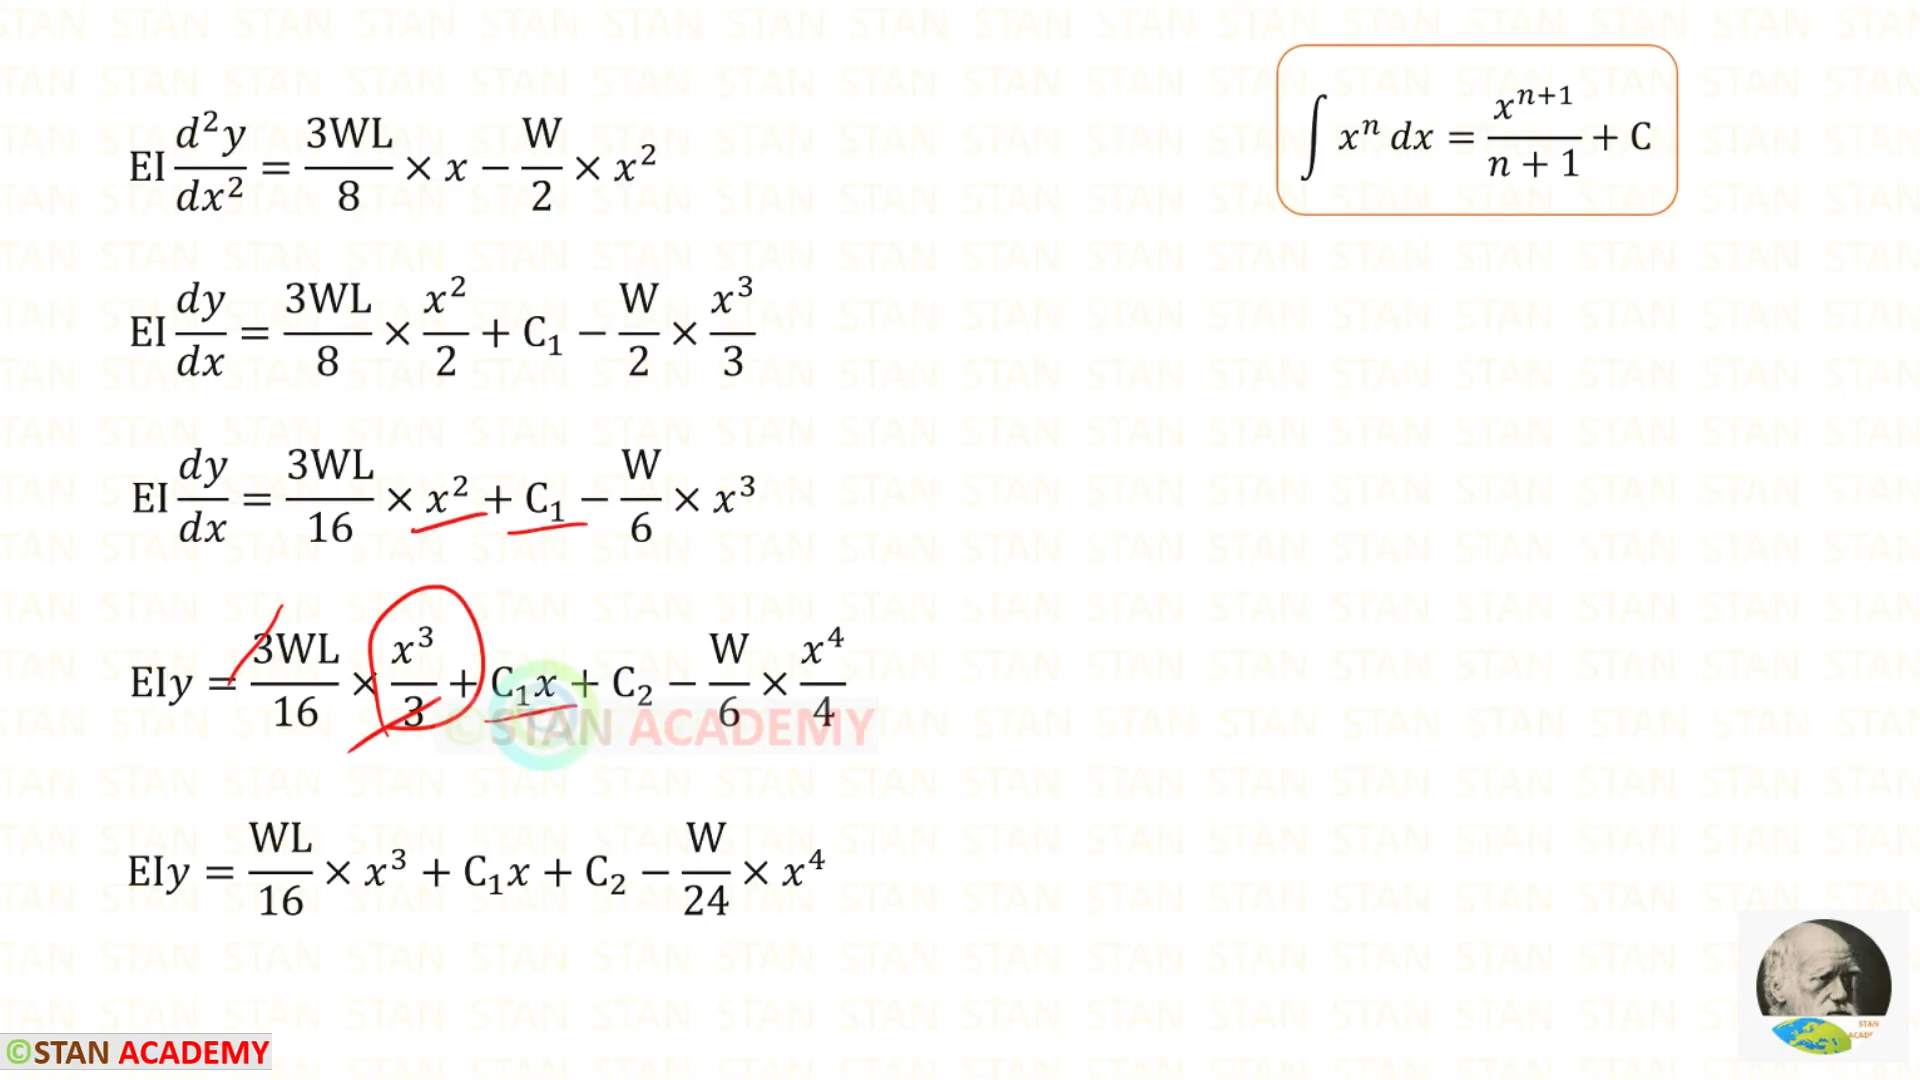 ∫ xⁿ dx = xⁿ⁺¹/(n + 1) + C
EI d²y/dx² = 3WL/8 × x − W/2 × x²
EI dy/dx = 3WL/8 × x²/2 + C₁ − W/2 × x³/3
EI dy/dx = 3WL/16 × x² + C₁ − W/6 × x³
EIy = 3WL/16 × x³/3 + C₁x + C₂ − W/6 × x⁴/4
©STAN ACADEMY
EIy = WL/16 × x³ + C₁x + C₂ − W/24 × x⁴
STAN
ACADEMY
©STAN ACADEMY